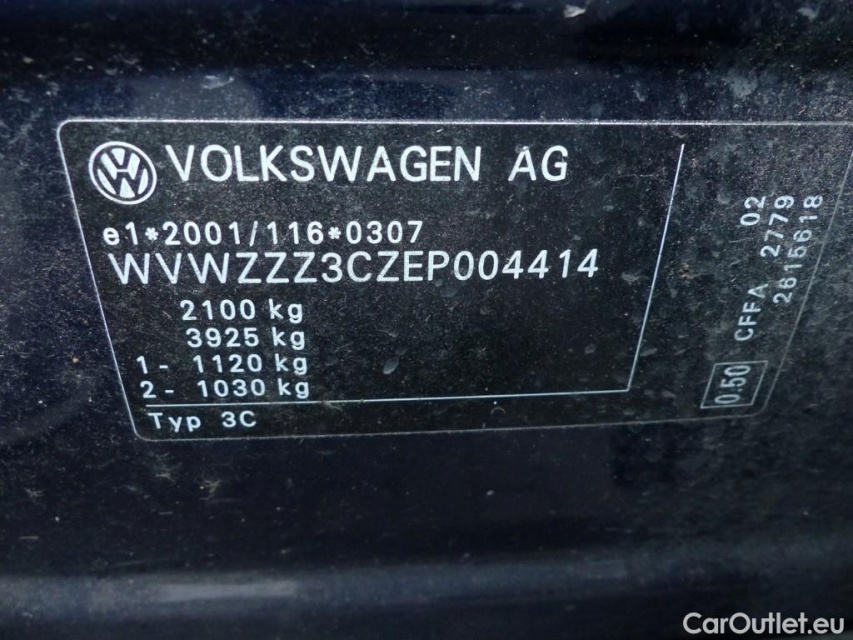 VOLKSWAGEN AG
e1*2001/116*0307
WVWZZZ3CZEP004414
2100 kg
3925 kg
1- 1120 kg
2- 1030 kg
Typ 3C
02
CFFA 2779
2615618
0.50
CarOutlet.eu